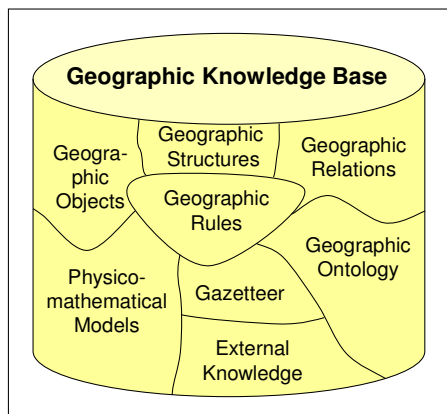 Geographic Knowledge Base
Geogra-
phic
Objects
Geographic
Structures
Geographic
Relations
Geographic
Rules
Physico-
mathematical
Models
Gazetteer
Geographic
Ontology
External
Knowledge